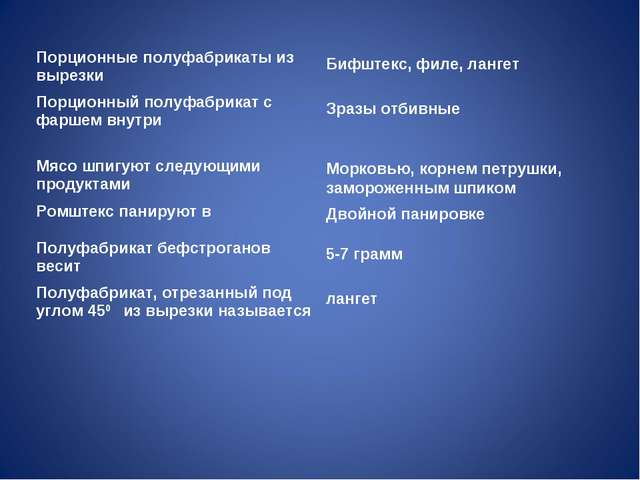 Порционные полуфабрикаты из
вырезки
Бифштекс, филе, лангет
Порционный полуфабрикат с
фаршем внутри
Зразы отбивные
Мясо шпигуют следующими
продуктами
Морковью, корнем петрушки,
замороженным шпиком
Ромштекс панируют в
Двойной панировке
Полуфабрикат бефстроганов
весит
5-7 грамм
Полуфабрикат, отрезанный под
углом 45⁰ из вырезки называется
лангет